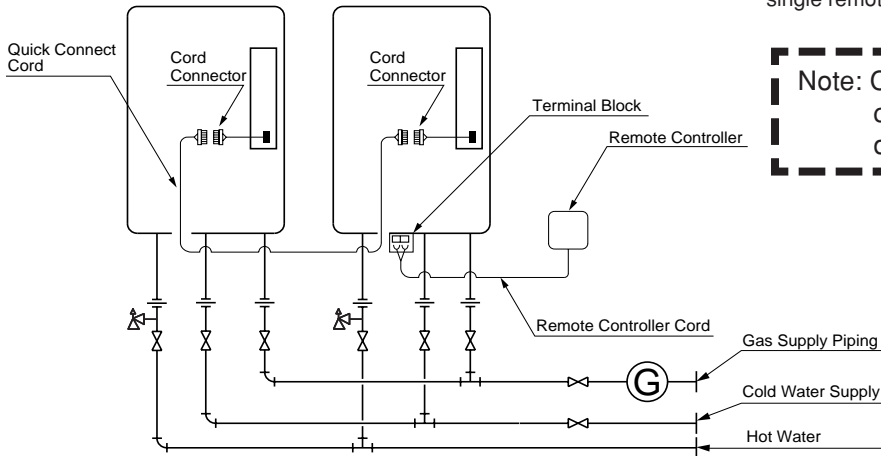 single remot
Quick Connect
Cord
Cord
Connector
Cord
Connector
Terminal Block
Remote Controller
Note: C
Remote Controller Cord
Gas Supply Piping
G
Cold Water Supply
Hot Water